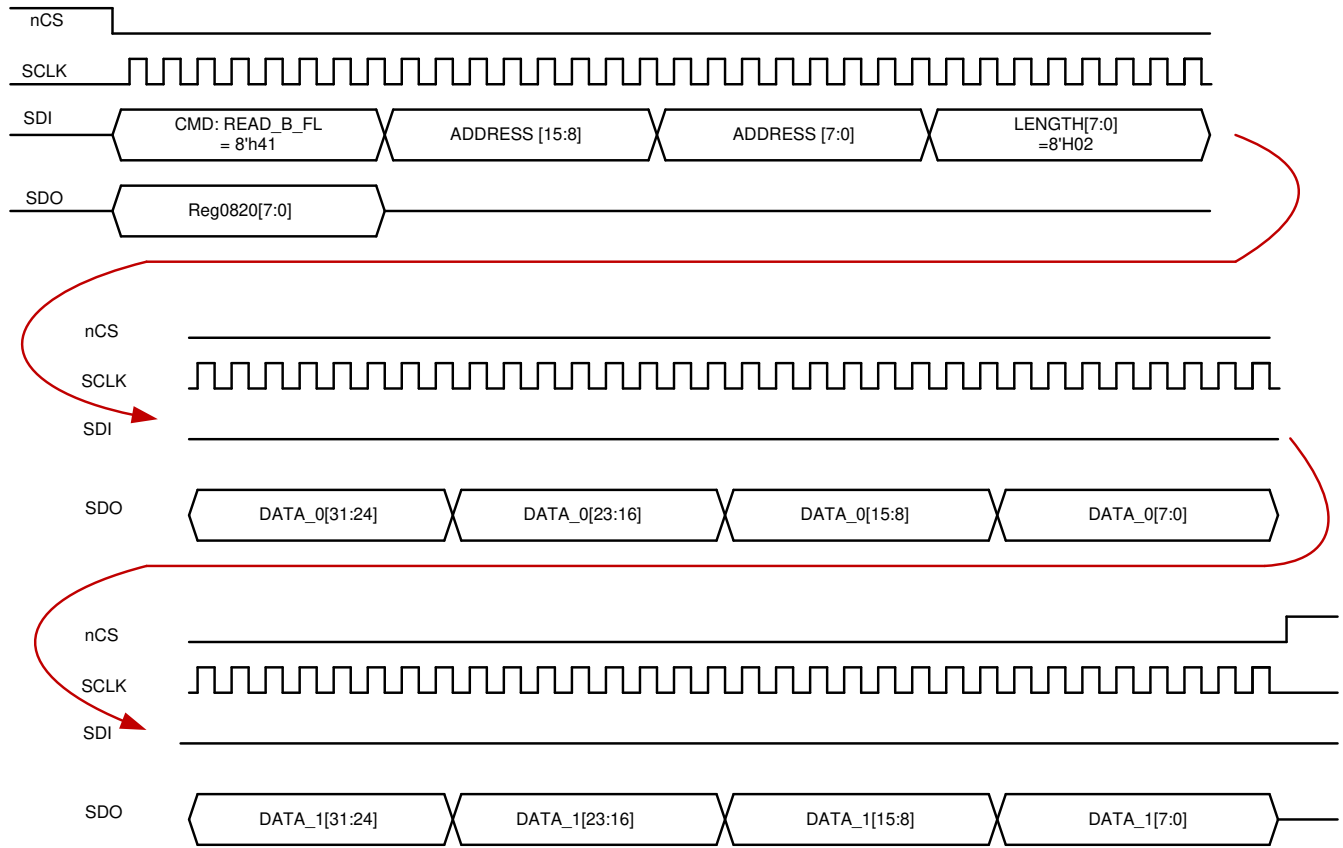 nCS
SCLK
SDI
CMD: READ_B_FL
= 8'h41
ADDRESS [15:8]
ADDRESS [7:0]
LENGTH[7:0]
=8'H02
SDO
Reg0820[7:0]
nCS
SCLK
SDI
SDO
DATA_0[31:24]
DATA_0[23:16]
DATA_0[15:8]
DATA_0[7:0]
nCS
SCLK
SDI
SDO
DATA_1[31:24]
DATA_1[23:16]
DATA_1[15:8]
DATA_1[7:0]